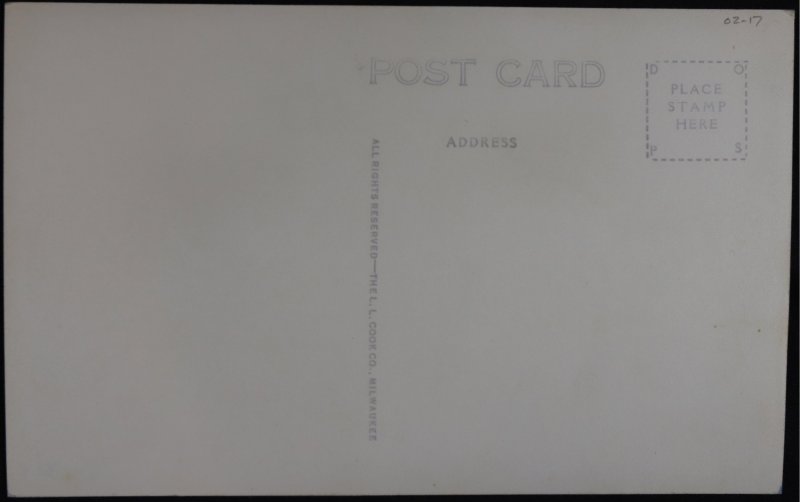 02-17
POST CARD
D O
PLACE
STAMP
HERE
P S
ADDRESS
ALL RIGHTS RESERVED—THE L. L. COOK CO., MILWAUKEE